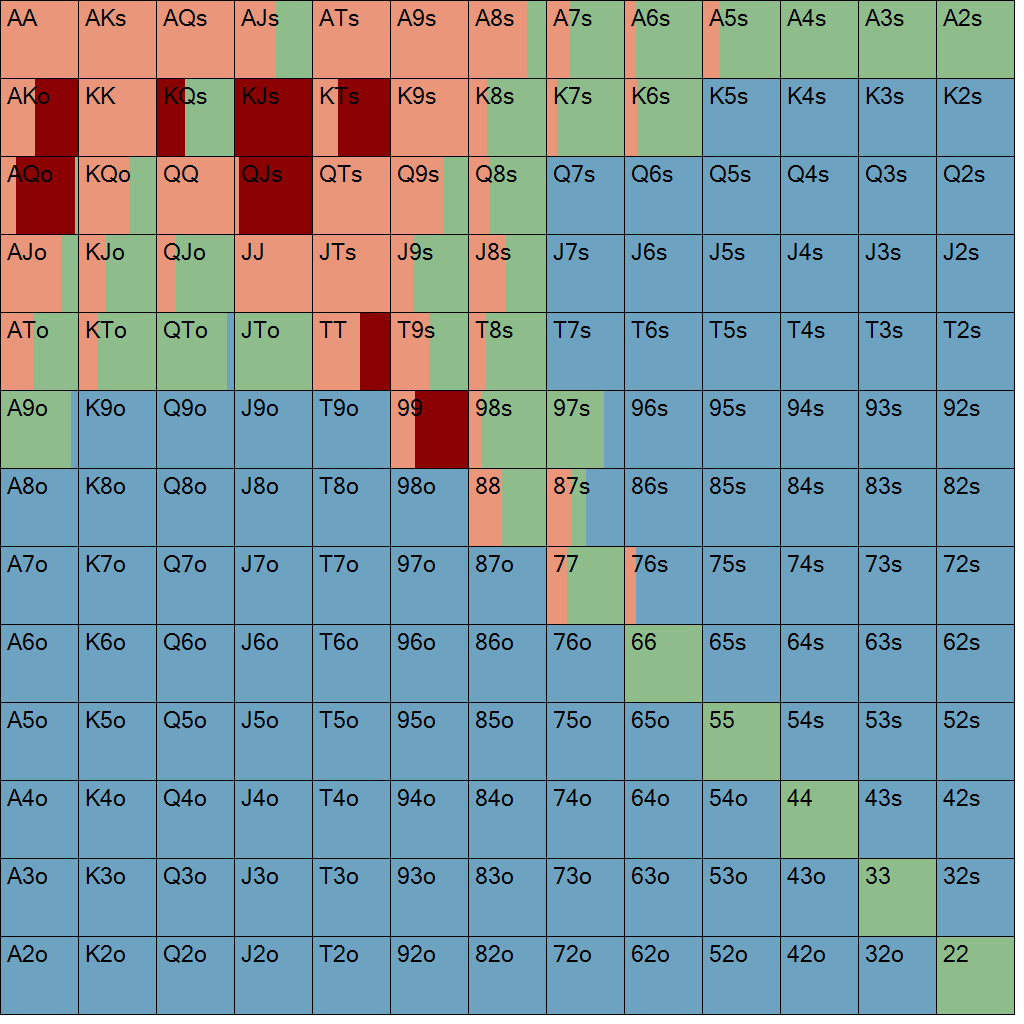 AA AKs AQs AJs ATs A9s A8s A7s A6s A5s A4s A3s A2s
AKo KK KQs KJs KTs K9s K8s K7s K6s K5s K4s K3s K2s
AQo KQo QQ QJs QTs Q9s Q8s Q7s Q6s Q5s Q4s Q3s Q2s
AJo KJo QJo JJ JTs J9s J8s J7s J6s J5s J4s J3s J2s
ATo KTo QTo JTo TT T9s T8s T7s T6s T5s T4s T3s T2s
A9o K9o Q9o J9o T9o 99 98s 97s 96s 95s 94s 93s 92s
A8o K8o Q8o J8o T8o 98o 88 87s 86s 85s 84s 83s 82s
A7o K7o Q7o J7o T7o 97o 87o 77 76s 75s 74s 73s 72s
A6o K6o Q6o J6o T6o 96o 86o 76o 66 65s 64s 63s 62s
A5o K5o Q5o J5o T5o 95o 85o 75o 65o 55 54s 53s 52s
A4o K4o Q4o J4o T4o 94o 84o 74o 64o 54o 44 43s 42s
A3o K3o Q3o J3o T3o 93o 83o 73o 63o 53o 43o 33 32s
A2o K2o Q2o J2o T2o 92o 82o 72o 62o 52o 42o 32o 22